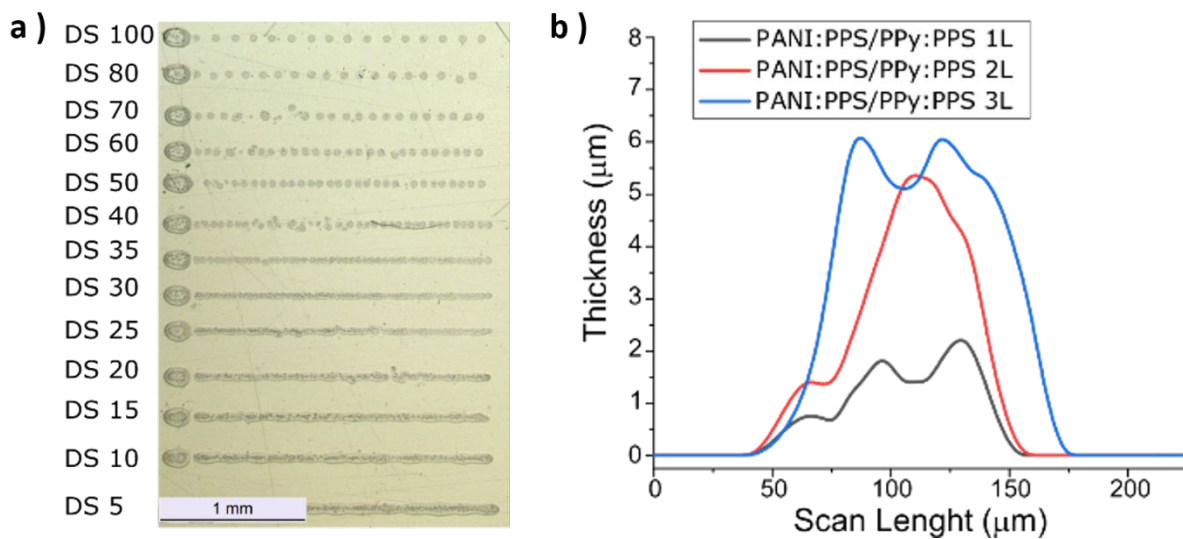 a )
DS 100
DS 80
DS 70
DS 60
DS 50
DS 40
DS 35
DS 30
DS 25
DS 20
DS 15
DS 10
DS 5
1 mm
b )
PANI:PPS/PPy:PPS 1L
PANI:PPS/PPy:PPS 2L
PANI:PPS/PPy:PPS 3L
Thickness (μm)
8
7
6
5
4
3
2
1
0
0 50 100 150 200
Scan Lenght (μm)